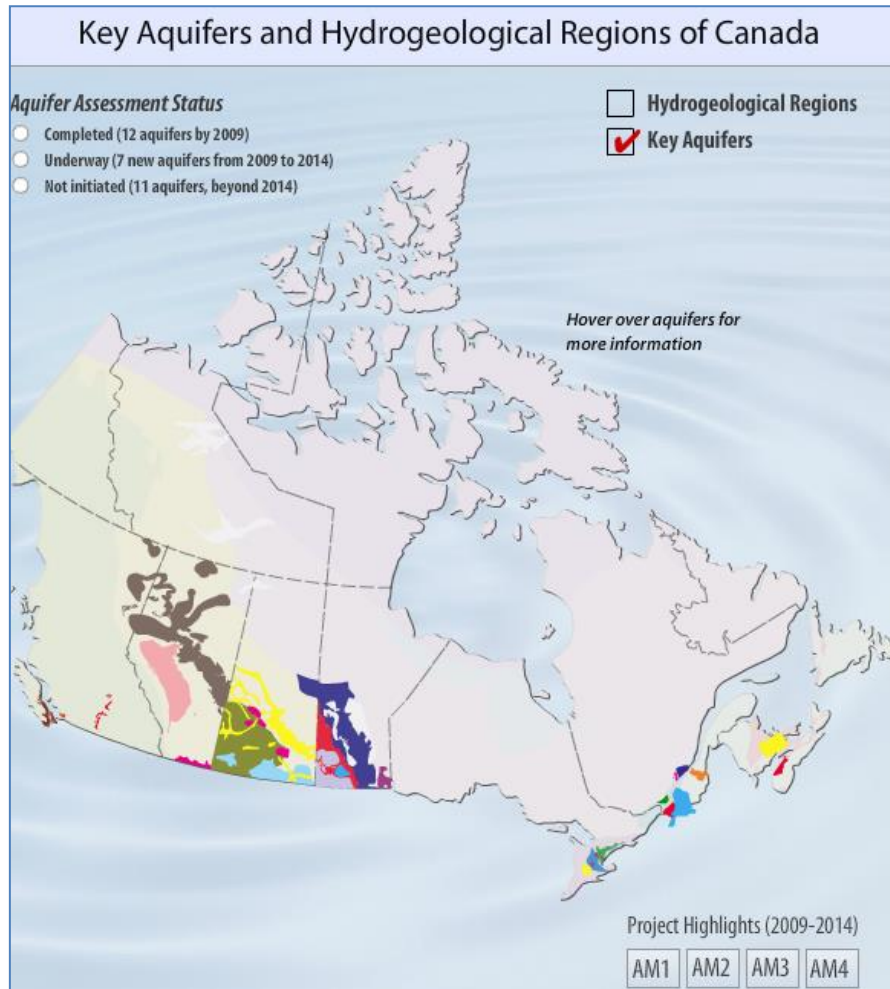 Key Aquifers and Hydrogeological Regions of Canada
Aquifer Assessment Status
Completed (12 aquifers by 2009)
Underway (7 new aquifers from 2009 to 2014)
Not initiated (11 aquifers, beyond 2014)
Hydrogeological Regions
Key Aquifers
Hover over aquifers for
more information
Project Highlights (2009-2014)
AM1 AM2 AM3 AM4